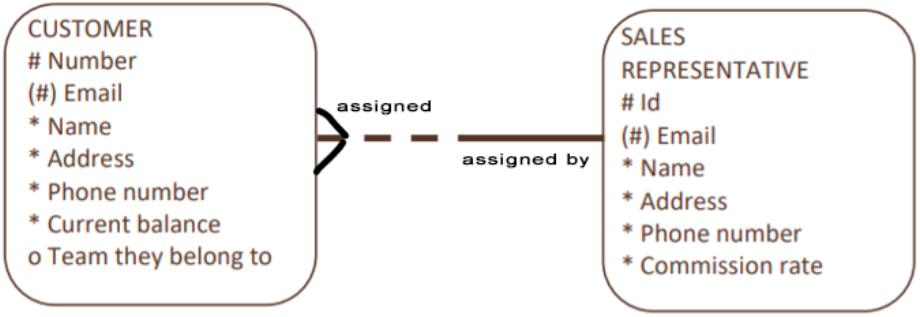 CUSTOMER
# Number
(#) Email
* Name
* Address
* Phone number
* Current balance
o Team they belong to
assigned
assigned by
SALES
REPRESENTATIVE
# Id
(#) Email
* Name
* Address
* Phone number
* Commission rate